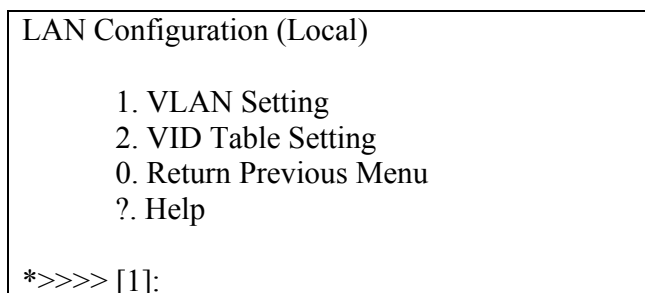 LAN Configuration (Local)
1. VLAN Setting
2. VID Table Setting
0. Return Previous Menu
?. Help
*>>>> [1]: